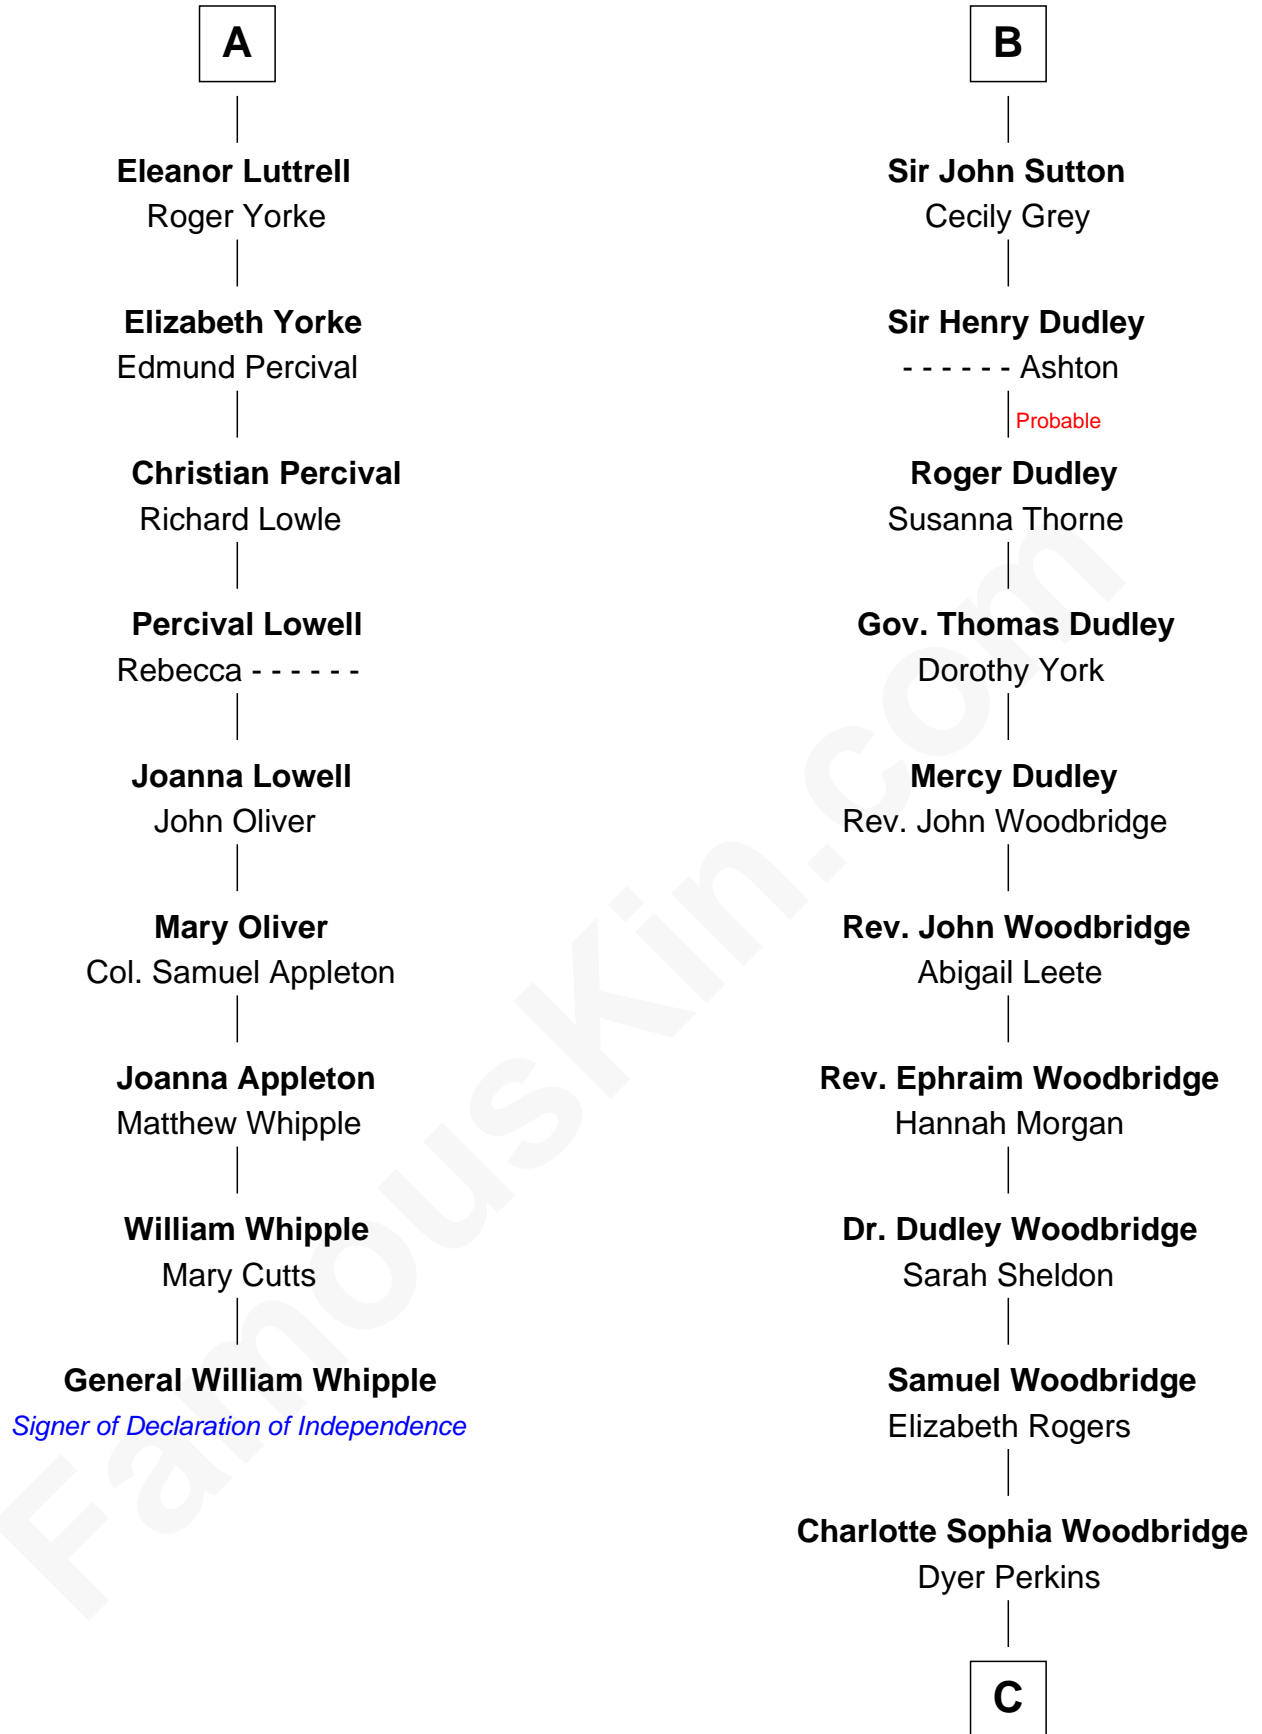 A
Eleanor Luttrell
Roger Yorke
Elizabeth Yorke
Edmund Percival
Christian Percival
Richard Lowle
Percival Lowell
Rebecca - - - - - -
Joanna Lowell
John Oliver
Mary Oliver
Col. Samuel Appleton
Joanna Appleton
Matthew Whipple
William Whipple
Mary Cutts
General William Whipple
Signer of Declaration of Independence
B
Sir John Sutton
Cecily Grey
Sir Henry Dudley
- - - - - - Ashton
Probable
Roger Dudley
Susanna Thorne
Gov. Thomas Dudley
Dorothy York
Mercy Dudley
Rev. John Woodbridge
Rev. John Woodbridge
Abigail Leete
Rev. Ephraim Woodbridge
Hannah Morgan
Dr. Dudley Woodbridge
Sarah Sheldon
Samuel Woodbridge
Elizabeth Rogers
Charlotte Sophia Woodbridge
Dyer Perkins
C
FamousKin.com